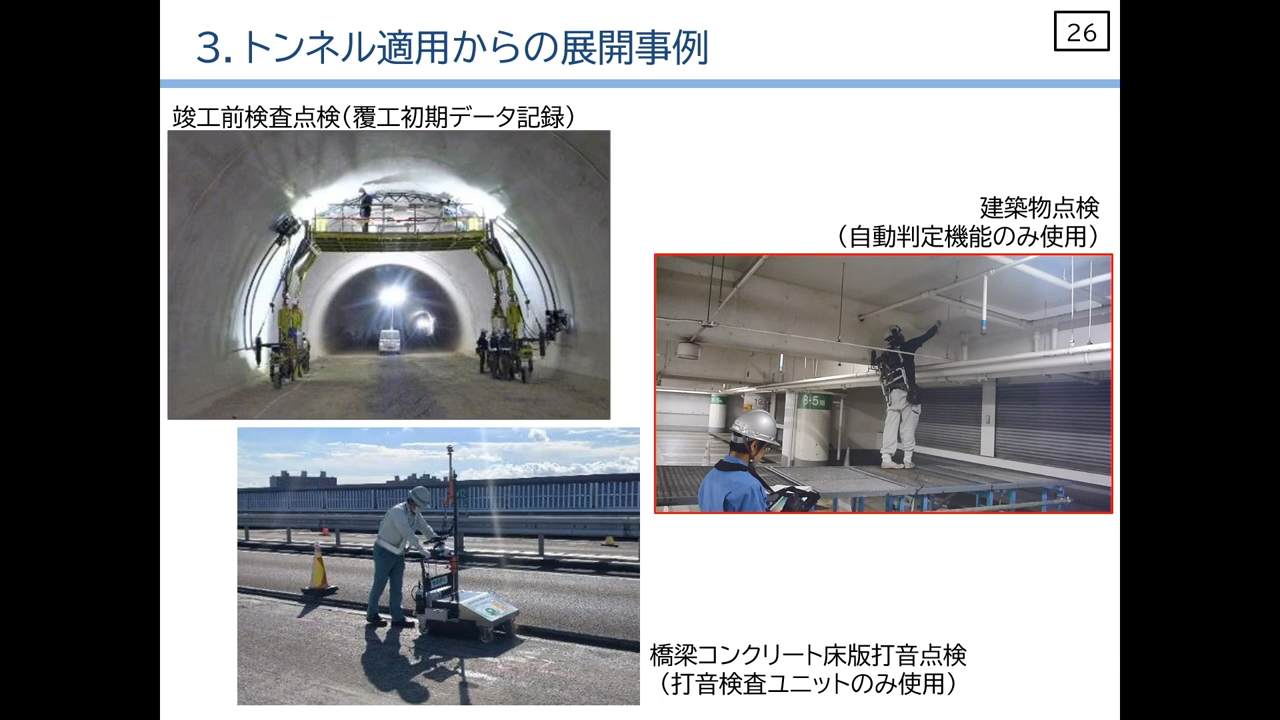 3．トンネル適用からの展開事例
26
竣工前検査点検（覆工初期データ記録）
建築物点検
（自動判定機能のみ使用）
B-5
橋梁コンクリート床版打音点検
（打音検査ユニットのみ使用）